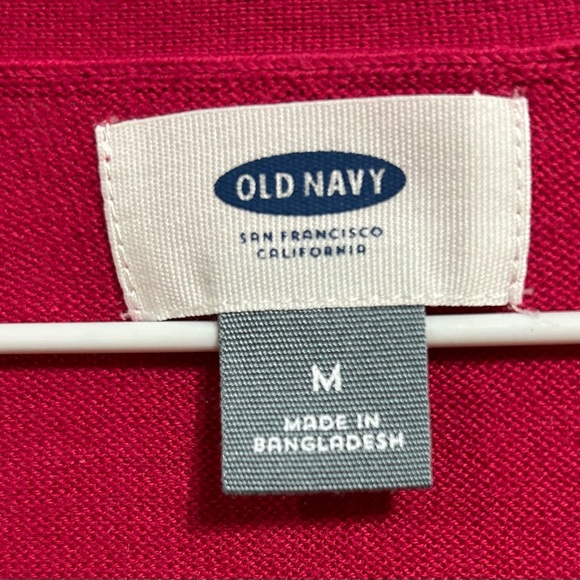 OLD NAVY
SAN FRANCISCO
CALIFORNIA
M
MADE IN
BANGLADESH